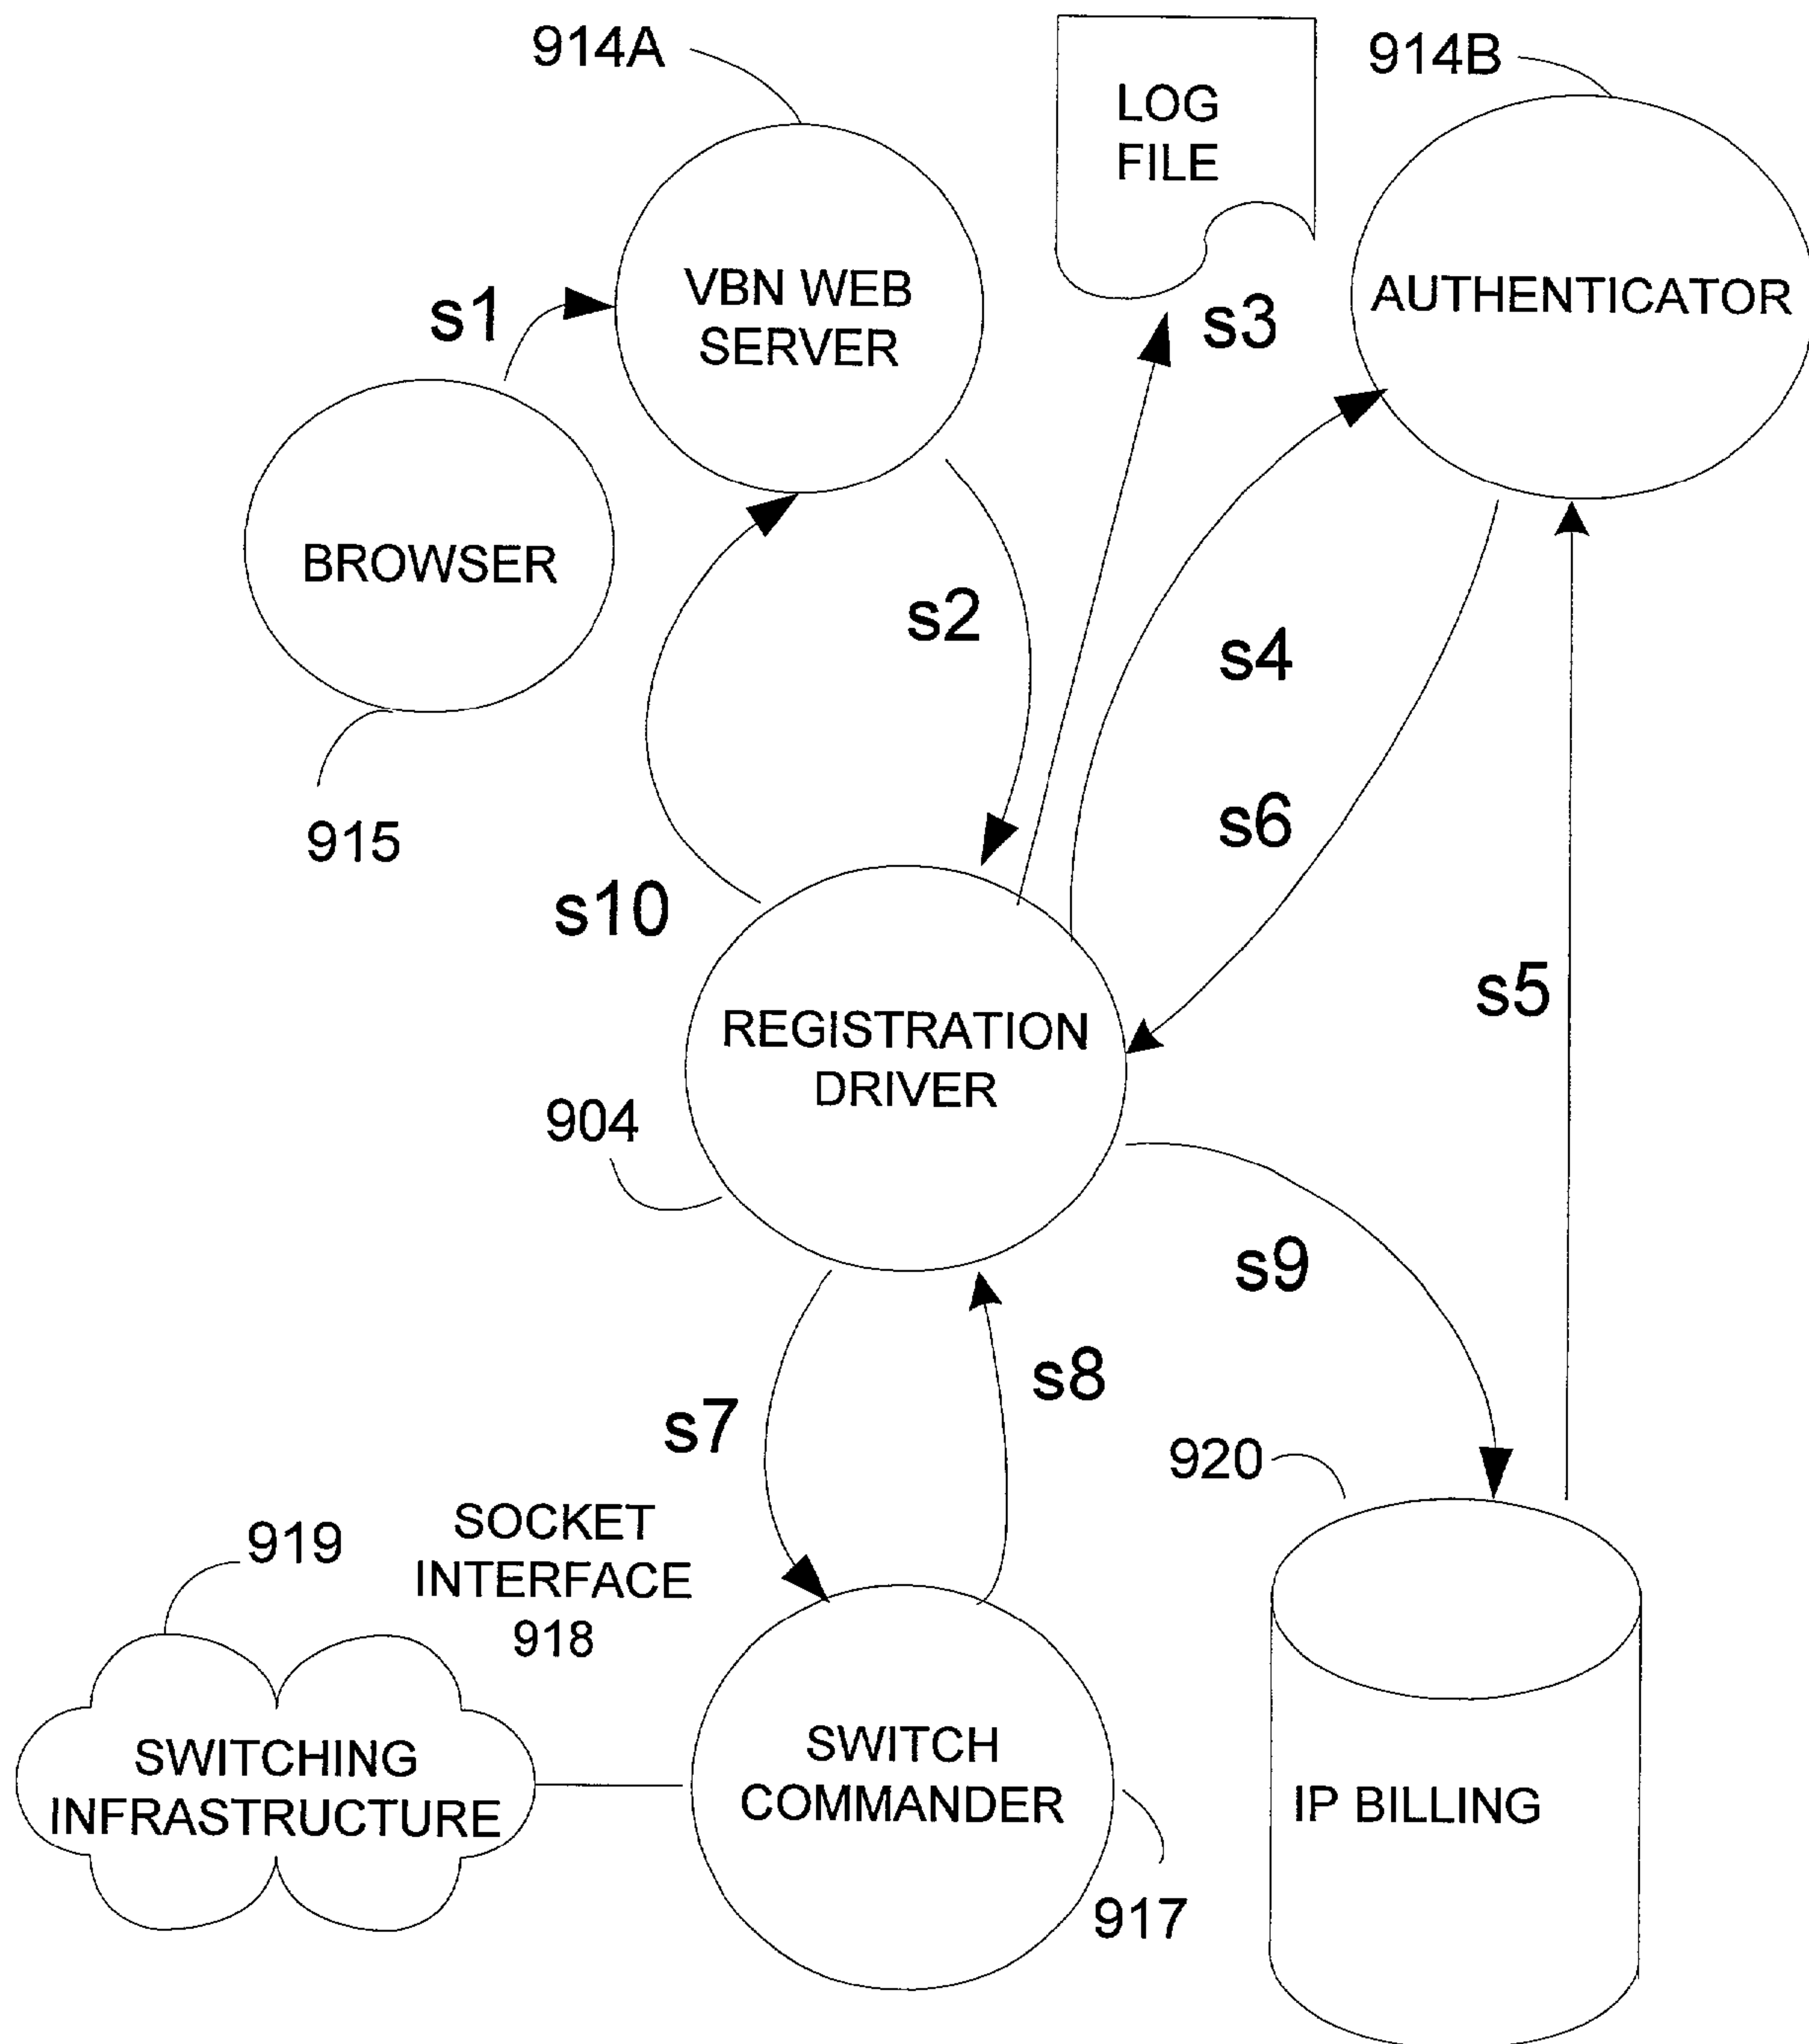 914A
LOG
FILE
914B
VBN WEB
SERVER
AUTHENTICATOR
s1
s3
BROWSER
s2
s4
s6
915
s10
s5
REGISTRATION
DRIVER
904
s9
s8
s7
920
919
SOCKET
INTERFACE
918
SWITCHING
INFRASTRUCTURE
SWITCH
COMMANDER
IP BILLING
917